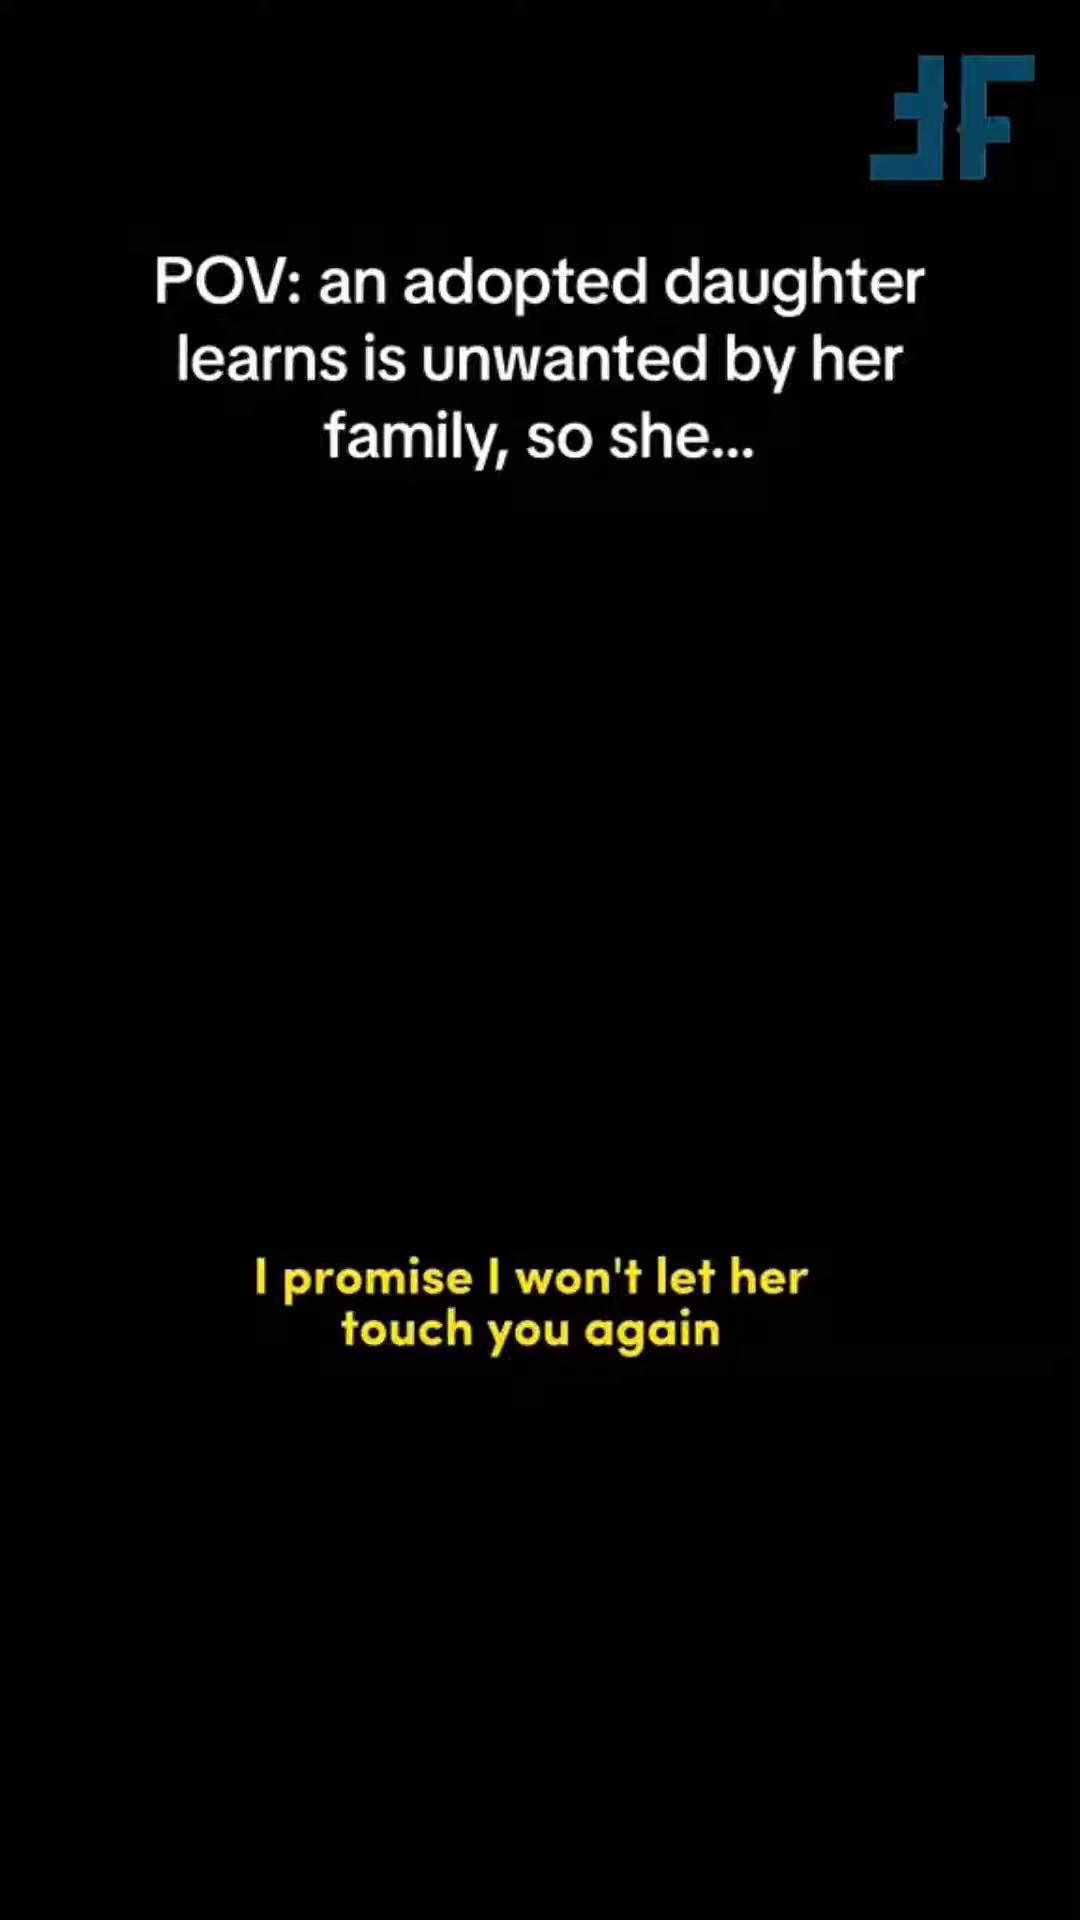 POV: an adopted daughter
learns is unwanted by her
family, so she...
I promise I won't let her
touch you again